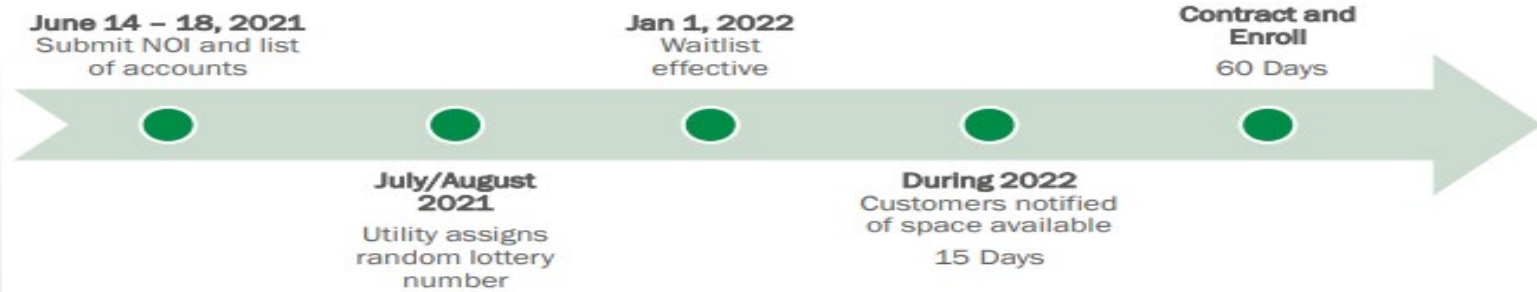 June 14 – 18, 2021
Submit NOI and list
of accounts
July/August
2021
Utility assigns
random lottery
number
Jan 1, 2022
Waitlist
effective
During 2022
Customers notified
of space available
15 Days
Contract and
Enroll
60 Days